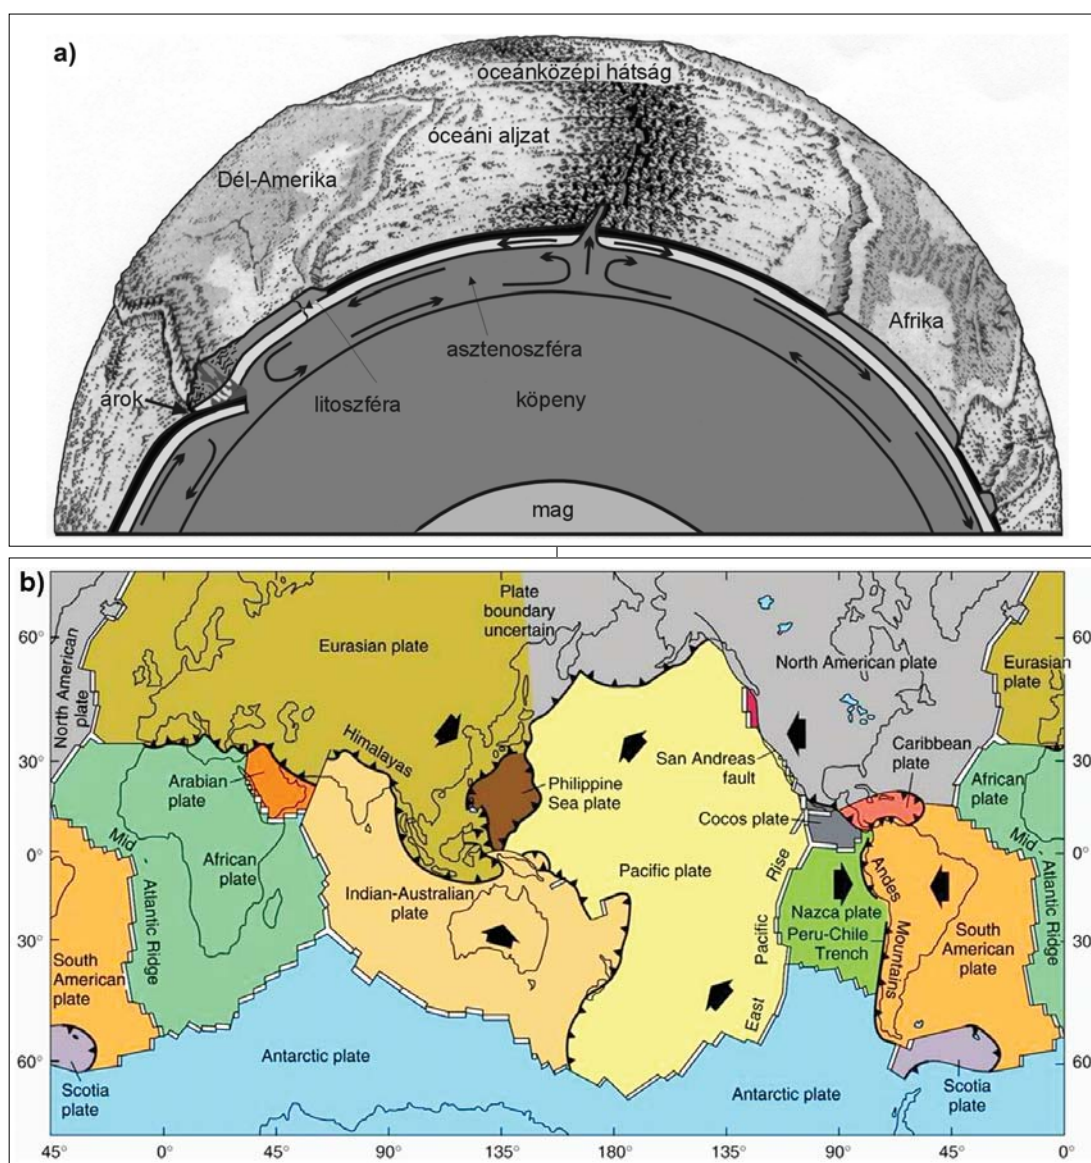 a)
óceánközépi hátság
óceáni aljzat
Dél-Amerika
Afrika
asztenoszféra
árok
litoszféra
köpeny
mag
b)
Plate
boundary
uncertain
60°
60°
North American
plate
Eurasian plate
North American plate
Eurasian
plate
Himalayas
30°
30°
San Andreas
fault
Caribbean
plate
Arabian
plate
Philippine
Sea plate
African
plate
Cocos plate
Mid
Atlantic Ridge
African
plate
0°
0°
Pacific plate
East Pacific Rise
Mid
Atlantic Ridge
Indian-Australian
plate
Andes
Mountains
Nazca plate
Peru-Chile
Trench
South
American
plate
South
American
plate
30°
30°
Antarctic plate
Antarctic plate
60°
60°
Scotia
plate
Scotia
plate
45°
0°
45°
90°
135°
180°
135°
90°
45°
0°